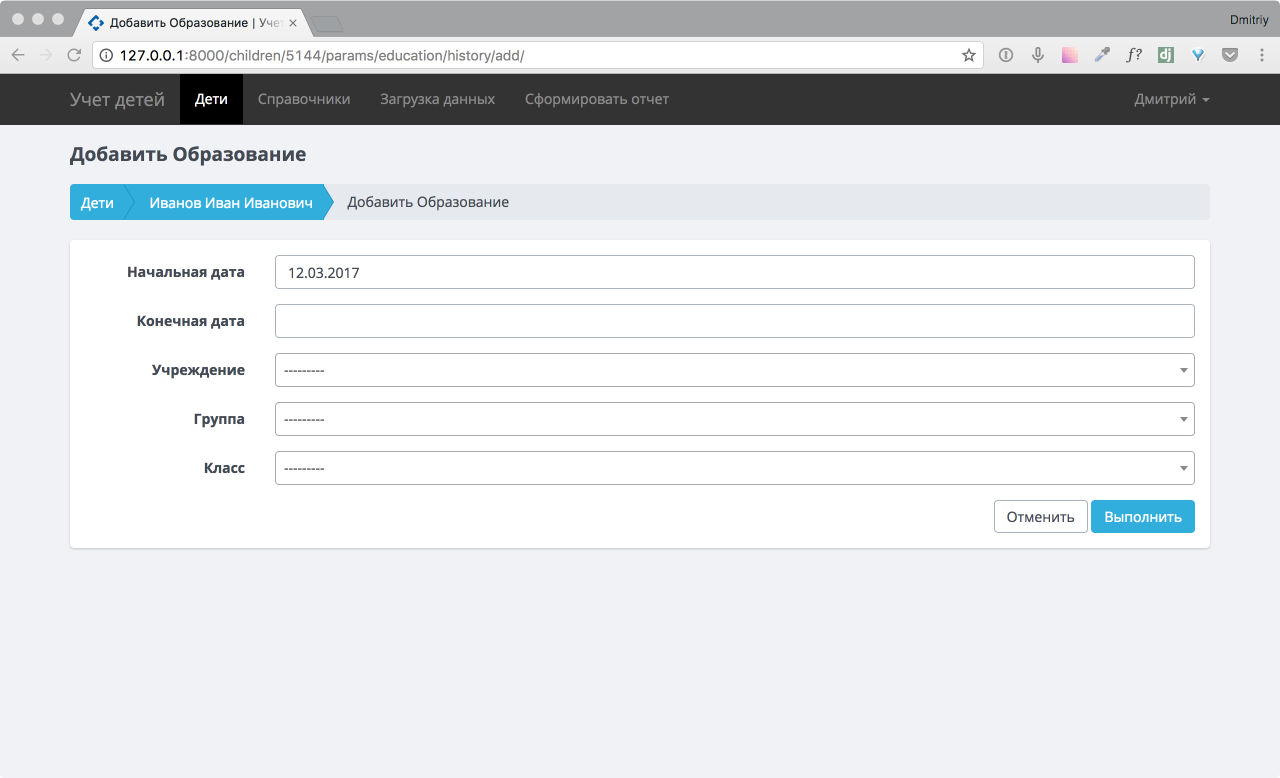 Dmitriy
Добавить Образование | Учет
127.0.0.1:8000/children/5144/params/education/history/add/
f?
dj
Учет детей Дети Справочники Загрузка данных Сформировать отчет Дмитрий
Добавить Образование
Дети Иванов Иван Иванович Добавить Образование
Начальная дата 12.03.2017
Конечная дата
Учреждение ---------
Группа ---------
Класс ---------
Отменить Выполнить